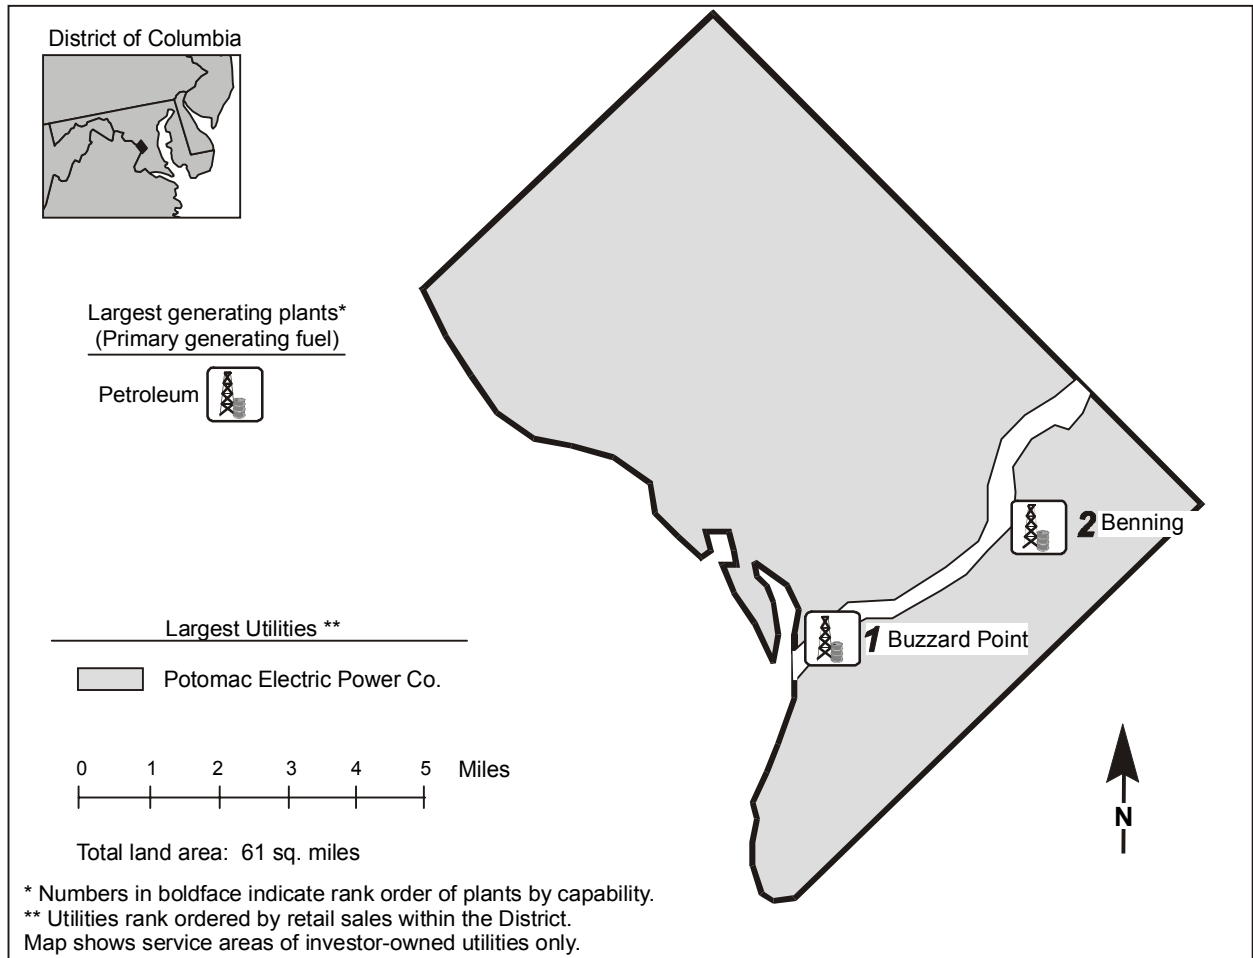 District of Columbia
Largest generating plants*
(Primary generating fuel)
Petroleum
2 Benning
1 Buzzard Point
Largest Utilities **
Potomac Electric Power Co.
0 1 2 3 4 5 Miles
N
Total land area: 61 sq. miles
* Numbers in boldface indicate rank order of plants by capability.
** Utilities rank ordered by retail sales within the District.
Map shows service areas of investor-owned utilities only.